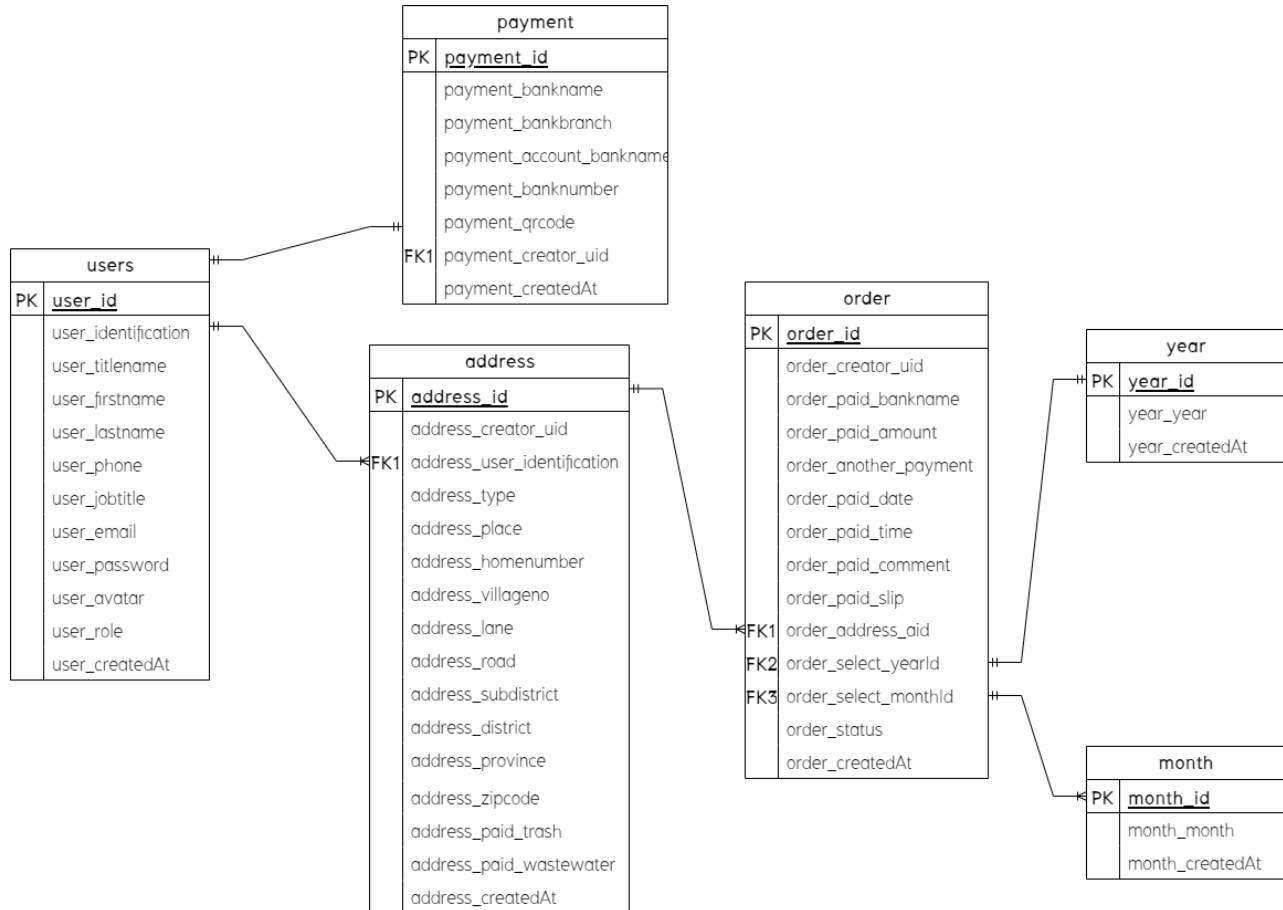 payment
PK payment_id
payment_bankname
payment_bankbranch
payment_account_bankname
payment_banknumber
payment_qrcode
FK1 payment_creator_uid
payment_createdAt
users
PK user_id
user_identification
user_titlename
user_firstname
user_lastname
user_phone
user_jobtitle
user_email
user_password
user_avatar
user_role
user_createdAt
address
PK address_id
address_creator_uid
FK1 address_user_identification
address_type
address_place
address_homenumber
address_villageno
address_lane
address_road
address_subdistrict
address_district
address_province
address_zipcode
address_paid_trash
address_paid_wastewater
address_createdAt
order
PK order_id
order_creator_uid
order_paid_bankname
order_paid_amount
order_another_payment
order_paid_date
order_paid_time
order_paid_comment
order_paid_slip
FK1 order_address_aid
FK2 order_select_yearId
FK3 order_select_monthId
order_status
order_createdAt
year
PK year_id
year_year
year_createdAt
month
PK month_id
month_month
month_createdAt